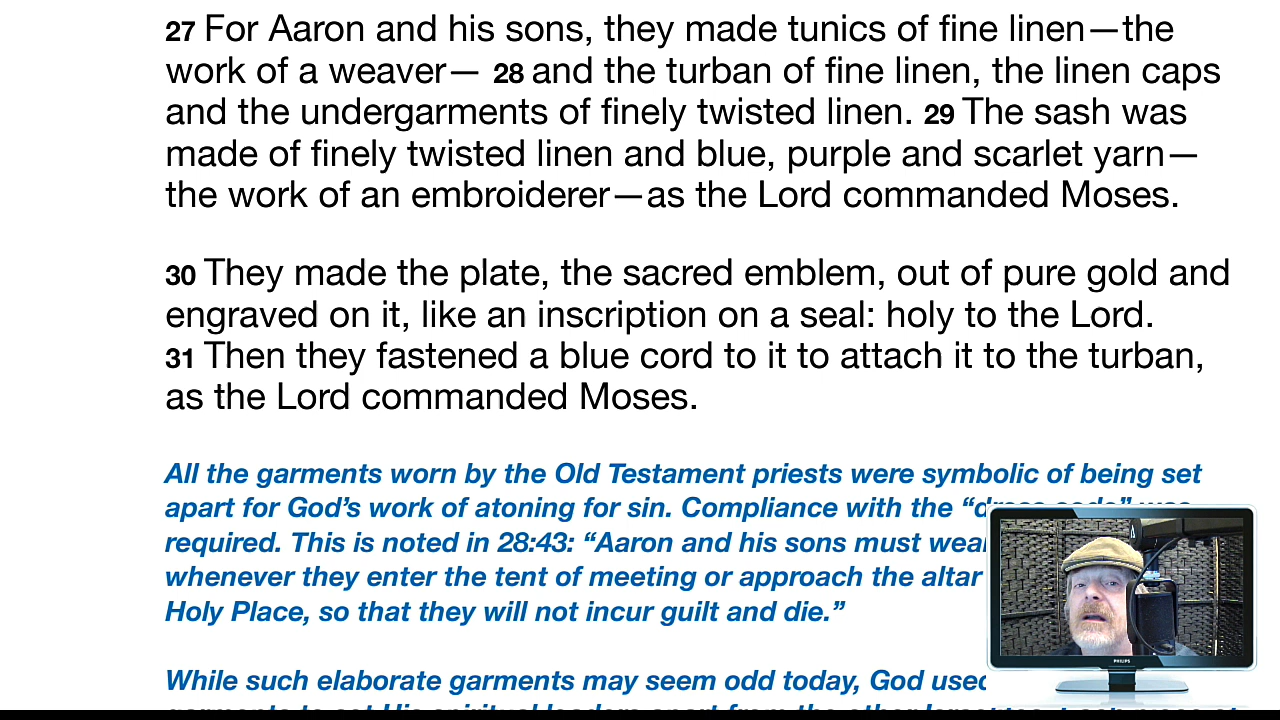 27 For Aaron and his sons, they made tunics of fine linen—the
work of a weaver— 28 and the turban of fine linen, the linen caps
and the undergarments of finely twisted linen. 29 The sash was
made of finely twisted linen and blue, purple and scarlet yarn—
the work of an embroiderer—as the Lord commanded Moses.
30 They made the plate, the sacred emblem, out of pure gold and
engraved on it, like an inscription on a seal: holy to the Lord.
31 Then they fastened a blue cord to it to attach it to the turban,
as the Lord commanded Moses.
All the garments worn by the Old Testament priests were symbolic of being set
apart for God’s work of atoning for sin. Compliance with the
required. This is noted in 28:43: “Aaron and his sons must
whenever they enter the tent of meeting or approach the altar
Holy Place, so that they will not incur guilt and die.”
While such elaborate garments may seem odd today, God used
PHILIPS